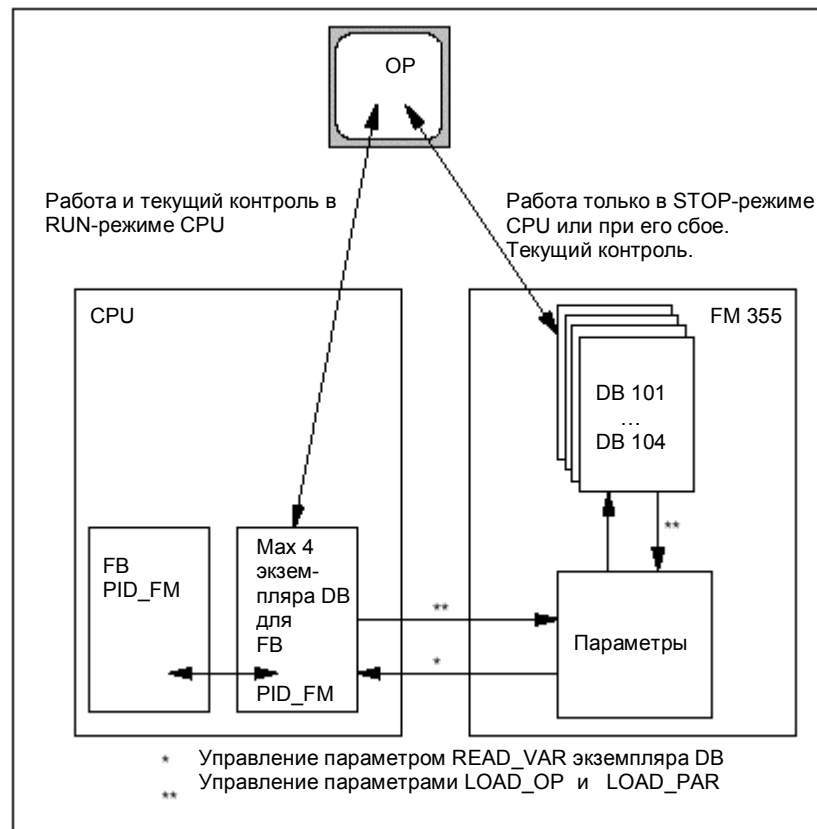 OP
Работа и текущий контроль в
RUN-режиме CPU
Работа только в STOP-режиме
CPU или при его сбое.
Текущий контроль.
CPU
FM 355
DB 101
…
DB 104
**
FB
PID_FM
Max 4
экзем-
пляра DB
для
FB
PID_FM
**
*
Параметры
* Управление параметром READ_VAR экземпляра DB
** Управление параметрами LOAD_OP и LOAD_PAR